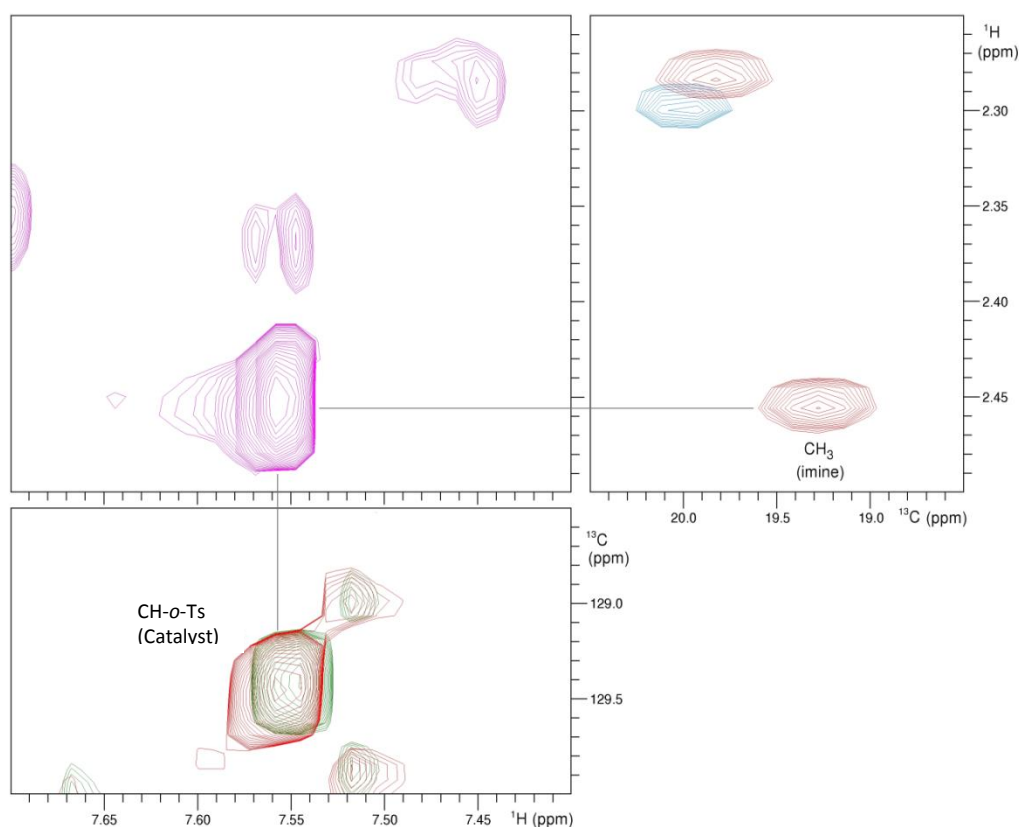 ¹H
(ppm)
2.30
2.35
2.40
2.45
CH₃
(imine)
20.0 19.5 19.0 ¹³C (ppm)
¹³C
(ppm)
CH-o-Ts
(Catalyst)
129.0
129.5
7.65 7.60 7.55 7.50 7.45 ¹H (ppm)